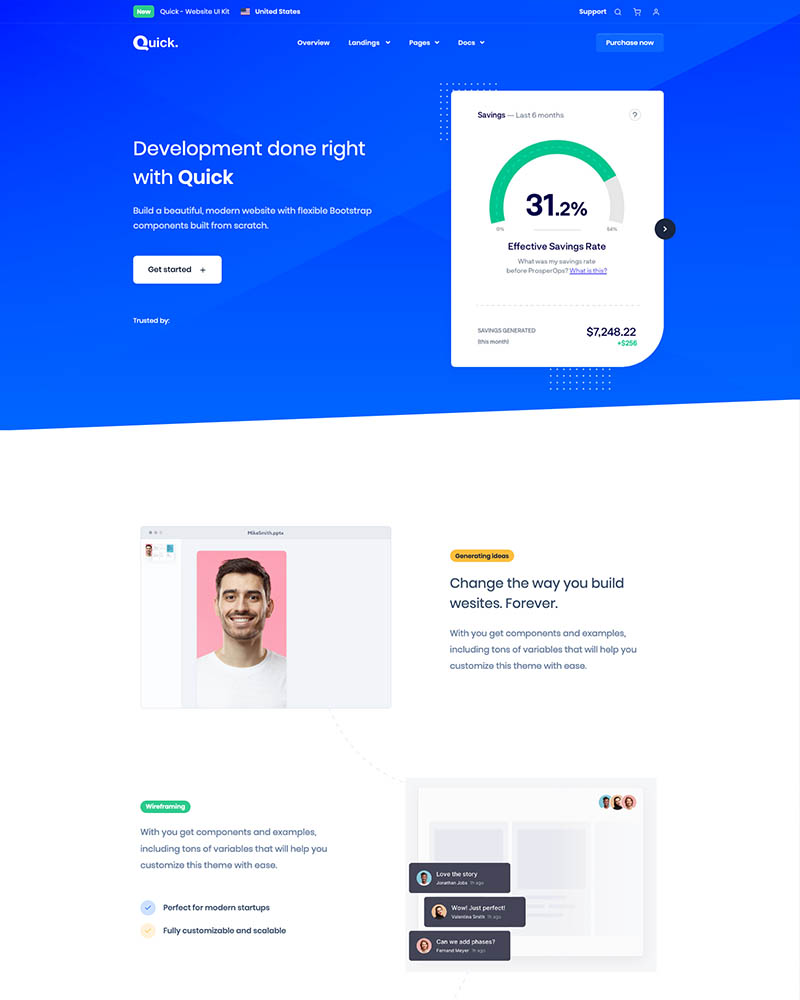 New Quick - Website UI Kit United States Support
Quick. Overview Landings Pages Docs Purchase now
Development done right
with Quick
Build a beautiful, modern website with flexible Bootstrap
components built from scratch.
Get started +
Trusted by:
Savings — Last 6 months ?
31.2%
0% 64%
Effective Savings Rate
What was my savings rate
before ProsperOps? What is this?
SAVINGS GENERATED $7,248.22
(this month) +$256
MikeSmith.pptx
Generating ideas
Change the way you build
wesites. Forever.
With you get components and examples,
including tons of variables that will help you
customize this theme with ease.
Wireframing
With you get components and examples,
including tons of variables that will help you
customize this theme with ease.
Perfect for modern startups
Fully customizable and scalable
Love the story
Jonathan Jobs 1h ago
Wow! Just perfect!
Valentina Smith 1h ago
Can we add phases?
Fernand Meyer 1h ago